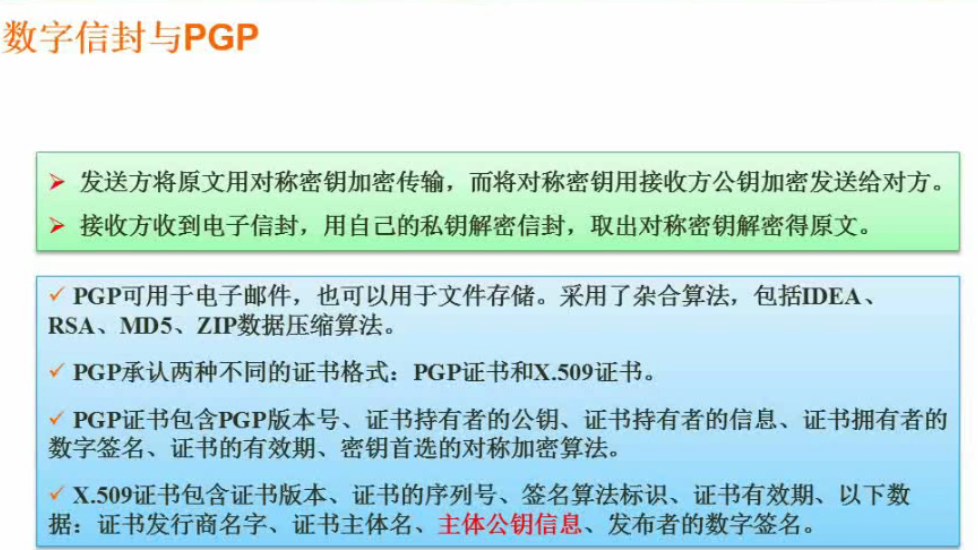 数字信封与PGP
发送方将原文用对称密钥加密传输，而将对称密钥用接收方公钥加密发送给对方。
接收方收到电子信封，用自己的私钥解密信封，取出对称密钥解密得原文。
PGP可用于电子邮件，也可以用于文件存储。采用了杂合算法，包括IDEA、
RSA、MD5、ZIP数据压缩算法。
PGP承认两种不同的证书格式：PGP证书和X.509证书。
PGP证书包含PGP版本号、证书持有者的公钥、证书持有者的信息、证书拥有者的
数字签名、证书的有效期、密钥首选的对称加密算法。
X.509证书包含证书版本、证书的序列号、签名算法标识、证书有效期、以下数
据：证书发行商名字、证书主体名、主体公钥信息、发布者的数字签名。